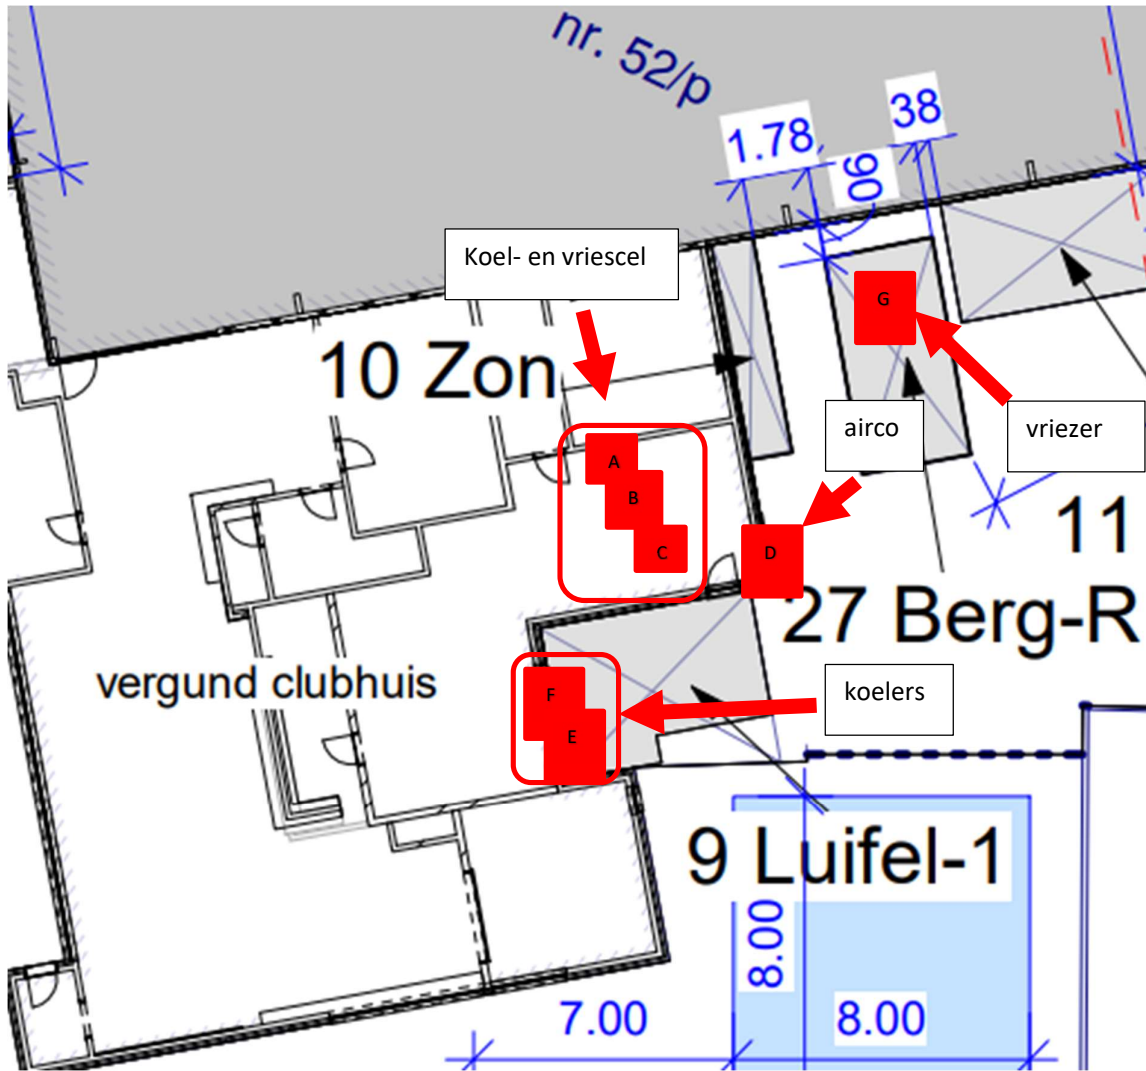 nr. 52/p
1.78
38
90
Koel- en vriescel
G
10 Zon
airco
vriezer
A
B
C
D
11
27 Berg-R
vergund clubhuis
F
E
koelers
9 Luifel-1
8.00
7.00
8.00